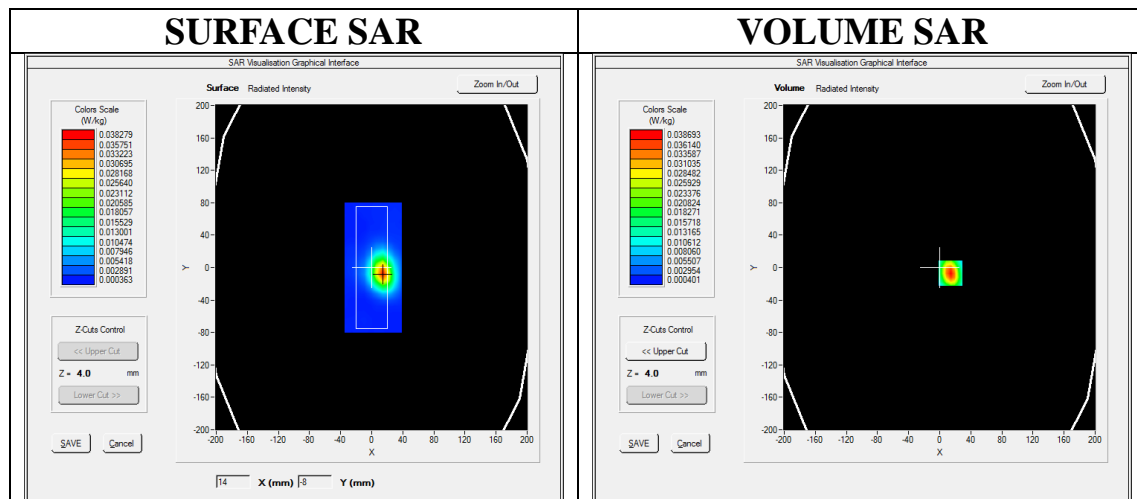 SURFACE SAR
VOLUME SAR
SAR Visualisation Graphical Interface
Surface Radiated Intensity
Zoom In/Out
Colors Scale
(W/kg)
0.038279
0.035751
0.033223
0.030695
0.028168
0.025640
0.023112
0.020585
0.018057
0.015529
0.013001
0.010474
0.007946
0.005418
0.002891
0.000363
200
160
120
80
40
0
-40
-80
-120
-160
-200
Y
-200 -160 -120 -80 -40 0 40 80 120 160 200
X
Z-Cuts Control
<< Upper Cut
Z = 4.0 mm
Lower Cut >>
SAVE Cancel
14 X (mm) -8 Y (mm)
SAR Visualisation Graphical Interface
Volume Radiated Intensity
Zoom In/Out
Colors Scale
(W/kg)
0.038693
0.036140
0.033587
0.031035
0.028482
0.025929
0.023376
0.020824
0.018271
0.015718
0.013165
0.010612
0.008060
0.005507
0.002954
0.000401
200
160
120
80
40
0
-40
-80
-120
-160
-200
Y
-200 -160 -120 -80 -40 0 40 80 120 160 200
X
Z-Cuts Control
<< Upper Cut
Z = 4.0 mm
Lower Cut >>
SAVE Cancel